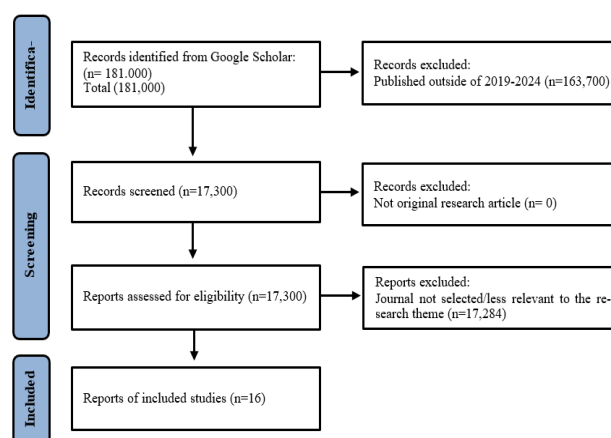 Identifica-
Records identified from Google Scholar:
(n= 181.000)
Total (181,000)
Records excluded:
Published outside of 2019-2024 (n=163,700)
Screening
Records screened (n=17,300)
Records excluded:
Not original research article (n= 0)
Reports assessed for eligibility (n=17,300)
Reports excluded:
Journal not selected/less relevant to the re-
search theme (n=17,284)
Included
Reports of included studies (n=16)